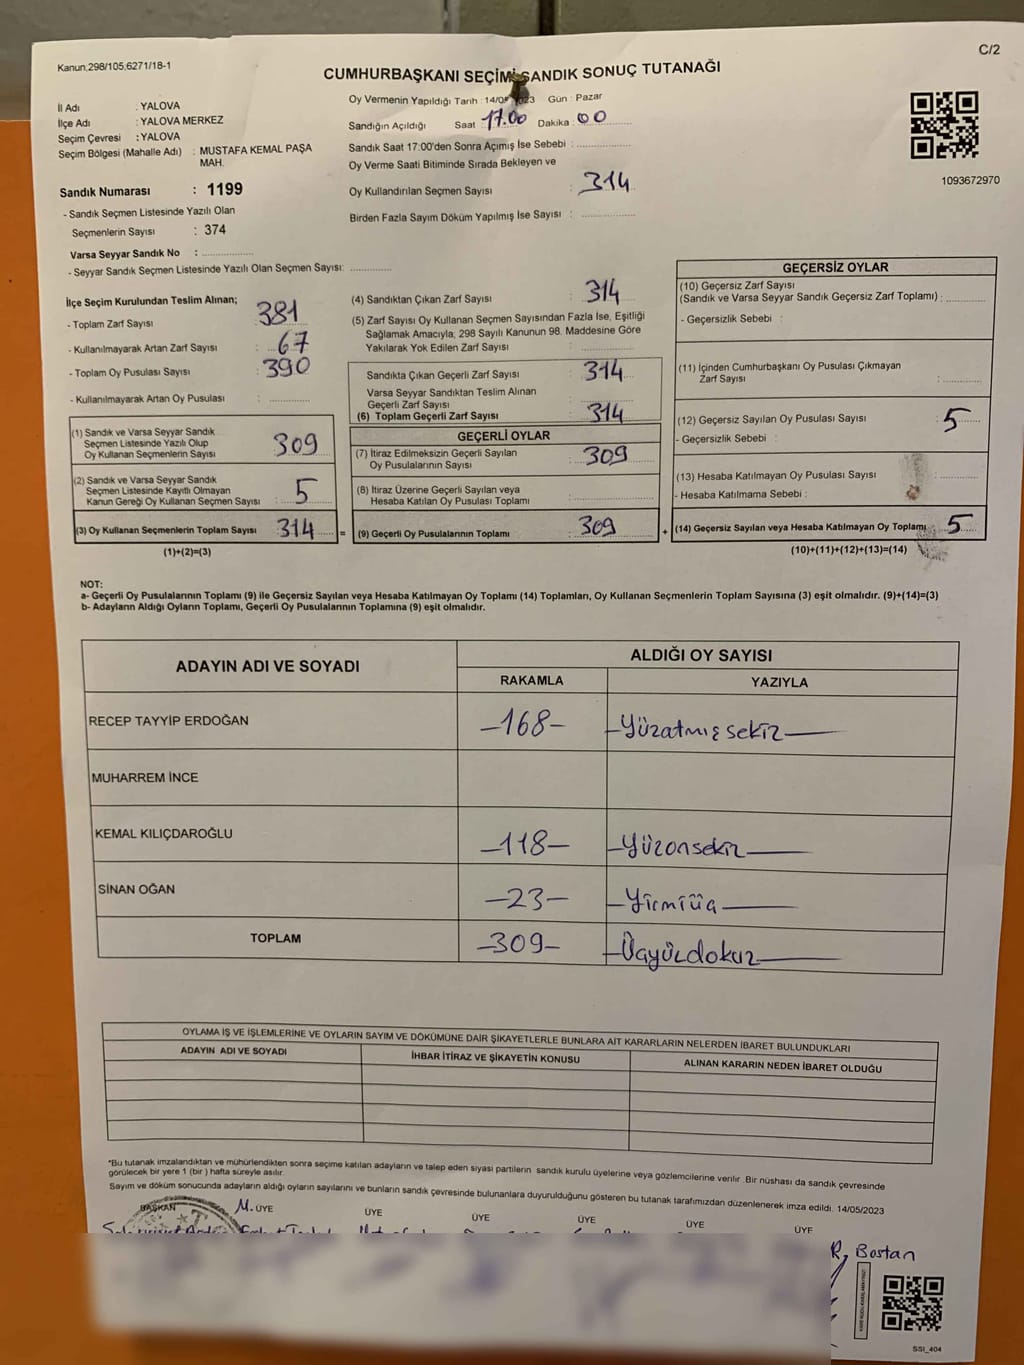 Kanun;298/105,6271/18-1
C/2
CUMHURBAŞKANI SEÇİMİ SANDIK SONUÇ TUTANAĞI
İl Adı : YALOVA
İlçe Adı : YALOVA MERKEZ
Seçim Çevresi : YALOVA
Seçim Bölgesi (Mahalle Adı) : MUSTAFA KEMAL PAŞA
MAH.
Sandık Numarası : 1199
- Sandık Seçmen Listesinde Yazılı Olan
Seçmenlerin Sayısı : 374
Varsa Seyyar Sandık No :
- Seyyar Sandık Seçmen Listesinde Yazılı Olan Seçmen Sayısı:
Oy Vermenin Yapıldığı Tarih : 14/05 023 Gün : Pazar
Sandığın Açıldığı Saat : 17.00 Dakika : 00
Sandık Saat 17:00'den Sonra Açımış İse Sebebi :
Oy Verme Saati Bitiminde Sırada Bekleyen ve
Oy Kullandırılan Seçmen Sayısı : 314
Birden Fazla Sayım Döküm Yapılmış İse Sayısı :
1093672970
İlçe Seçim Kurulundan Teslim Alınan;
- Toplam Zarf Sayısı : 381
- Kullanılmayarak Artan Zarf Sayısı : 67
- Toplam Oy Pusulası Sayısı : 390
- Kullanılmayarak Artan Oy Pusulası :
(1) Sandık ve Varsa Seyyar Sandık
Seçmen Listesinde Yazılı Olup
Oy Kullanan Seçmenlerin Sayısı : 309
(2) Sandık ve Varsa Seyyar Sandık
Seçmen Listesinde Kayıtlı Olmayan
Kanun Gereği Oy Kullanan Seçmen Sayısı : 5
(3) Oy Kullanan Seçmenlerin Toplam Sayısı : 314 =
(1)+(2)=(3)
(4) Sandıktan Çıkan Zarf Sayısı : 314
(5) Zarf Sayısı Oy Kullanan Seçmen Sayısından Fazla İse, Eşitliği
Sağlamak Amacıyla; 298 Sayılı Kanunun 98. Maddesine Göre
Yakılarak Yok Edilen Zarf Sayısı :
Sandıkta Çıkan Geçerli Zarf Sayısı : 314
Varsa Seyyar Sandıktan Teslim Alınan
Geçerli Zarf Sayısı :
(6) Toplam Geçerli Zarf Sayısı : 314
GEÇERLİ OYLAR
(7) İtiraz Edilmeksizin Geçerli Sayılan
Oy Pusulalarının Sayısı : 309
(8) İtiraz Üzerine Geçerli Sayılan veya
Hesaba Katılan Oy Pusulası Toplamı :
(9) Geçerli Oy Pusulalarının Toplamı : 309 +
GEÇERSİZ OYLAR
(10) Geçersiz Zarf Sayısı
(Sandık ve Varsa Seyyar Sandık Geçersiz Zarf Toplamı) :
- Geçersizlik Sebebi :
(11) İçinden Cumhurbaşkanı Oy Pusulası Çıkmayan
Zarf Sayısı :
(12) Geçersiz Sayılan Oy Pusulası Sayısı : 5
- Geçersizlik Sebebi :
(13) Hesaba Katılmayan Oy Pusulası Sayısı :
- Hesaba Katılmama Sebebi :
(14) Geçersiz Sayılan veya Hesaba Katılmayan Oy Toplamı : 5
(10)+(11)+(12)+(13)=(14)
NOT:
a- Geçerli Oy Pusulalarının Toplamı (9) ile Geçersiz Sayılan veya Hesaba Katılmayan Oy Toplamı (14) Toplamları, Oy Kullanan Seçmenlerin Toplam Sayısına (3) eşit olmalıdır. (9)+(14)=(3)
b- Adayların Aldığı Oyların Toplamı, Geçerli Oy Pusulalarının Toplamına (9) eşit olmalıdır.
ADAYIN ADI VE SOYADI
ALDIĞI OY SAYISI
RAKAMLA YAZIYLA
RECEP TAYYİP ERDOĞAN -168- -Yüzatmışsekiz-
MUHARREM İNCE
KEMAL KILIÇDAROĞLU -118- -Yüzonsekiz-
SİNAN OĞAN -23- -Yirmiüç-
TOPLAM -309- -Üçyüzdokuz-
OYLAMA İŞ VE İŞLEMLERİNE VE OYLARIN SAYIM VE DÖKÜMÜNE DAİR ŞİKAYETLERLE BUNLARA AİT KARARLARIN NELERDEN İBARET BULUNDUKLARI
ADAYIN ADI VE SOYADI İHBAR İTİRAZ VE ŞİKAYETİN KONUSU ALINAN KARARIN NEDEN İBARET OLDUĞU
*Bu tutanak imzalandıktan ve mühürlendikten sonra seçime katılan adayların ve talep eden siyasi partilerin sandık kurulu üyelerine veya gözlemcilerine verilir .Bir nüshası da sandık çevresinde
görülecek bir yere 1 (bir ) hafta süreyle asılır.
Sayım ve döküm sonucunda adayların aldığı oyların sayılarını ve bunların sandık çevresinde bulunanlara duyurulduğunu gösteren bu tutanak tarafımızdan düzenlenerek imza edildi. 14/05/2023
BAŞKAN M. ÜYE ÜYE ÜYE ÜYE ÜYE ÜYE
R. Bostan
SSI_404